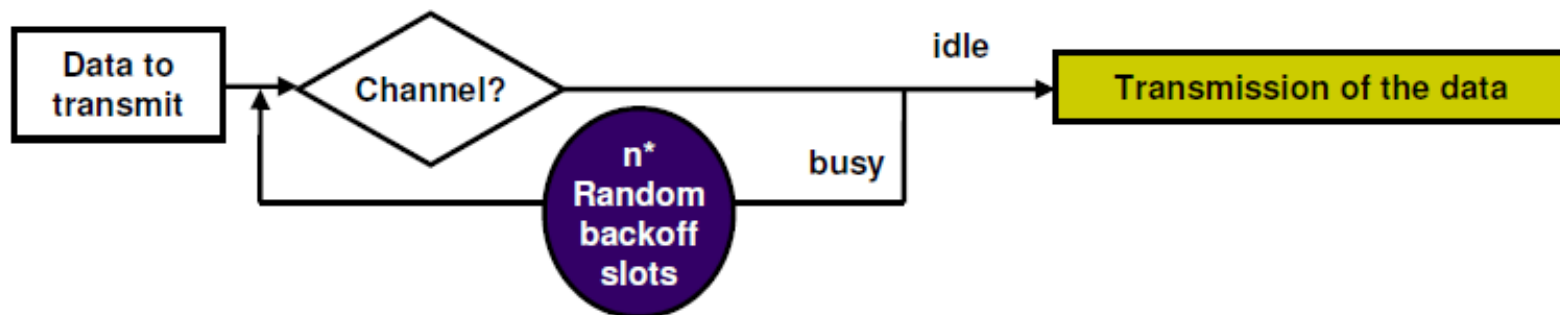 Data to
transmit
Channel?
idle
Transmission of the data
busy
n*
Random
backoff
slots